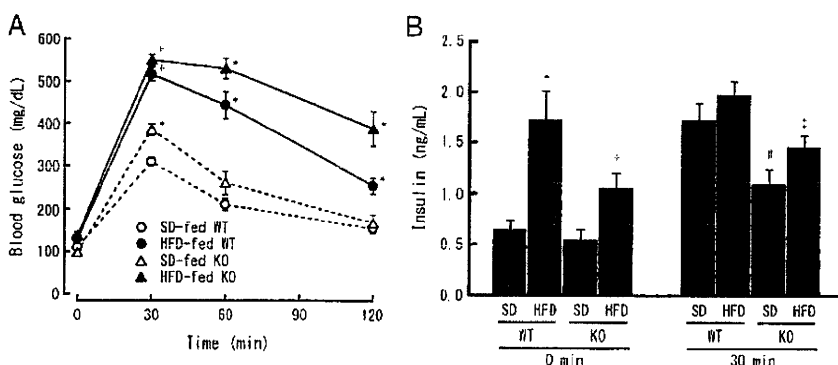 A
Blood glucose (mg/dL)
600
500
400
300
200
100
0
SD-fed WT
HFD-fed WT
SD-fed KO
HFD-fed KO
0 30 60 120
Time (min)
B
Insulin (ng/mL)
2.5
2.0
1.5
1.0
0.5
0.0
SD HFD SD HFD SD HFD SD HFD
WT KO WT KO
0 min 30 min
* * * * *
#
‡